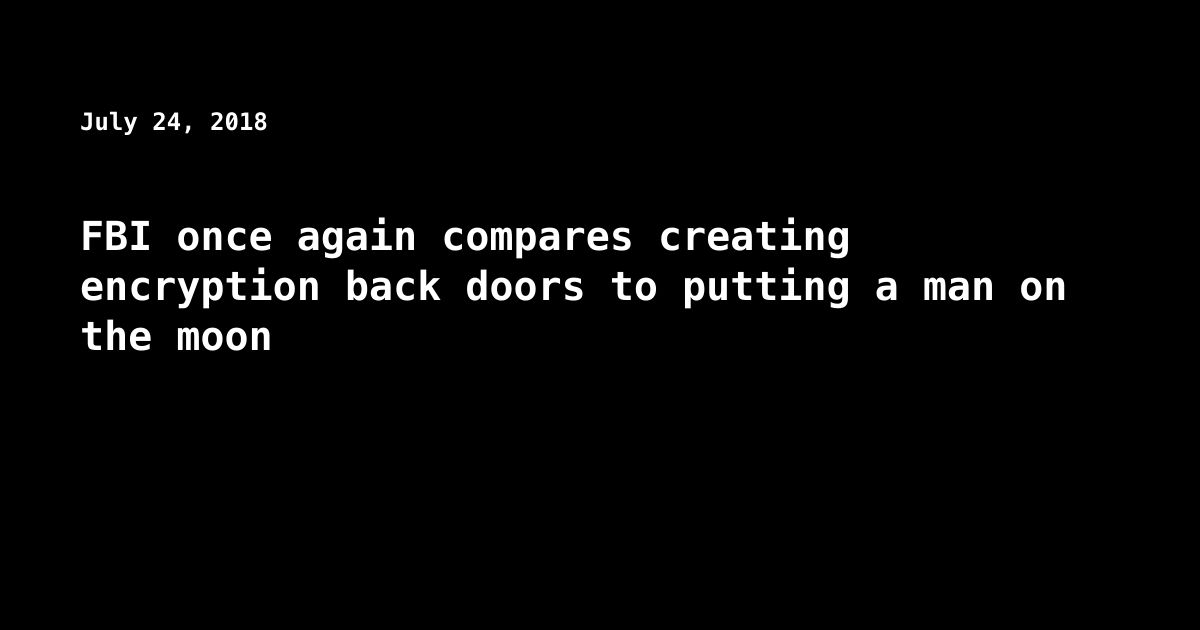 July 24, 2018
FBI once again compares creating
encryption back doors to putting a man on
the moon